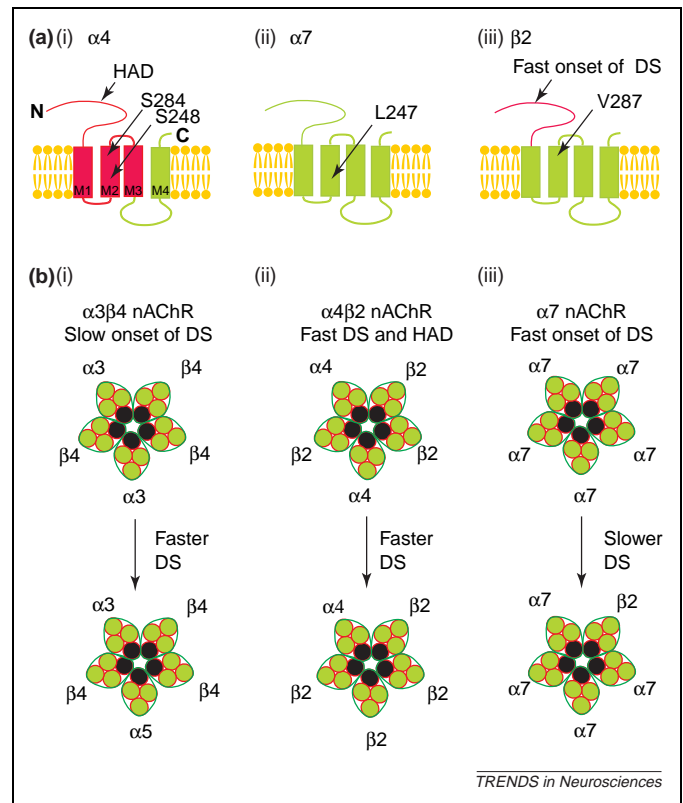 (a) (i) α4
(ii) α7
(iii) β2
HAD
N
S284
S248
C
M1 M2 M3 M4
L247
Fast onset of DS
V287
(b) (i)
α3β4 nAChR
Slow onset of DS
α3 β4
β4 β4
α3
Faster
DS
α3 β4
β4 β4
α5
(ii)
α4β2 nAChR
Fast DS and HAD
α4 β2
β2 β2
α4
Faster
DS
α4 β2
β2 β2
β2
(iii)
α7 nAChR
Fast onset of DS
α7 α7
α7 α7
α7
Slower
DS
α7 β2
α7 α7
α7
TRENDS in Neurosciences